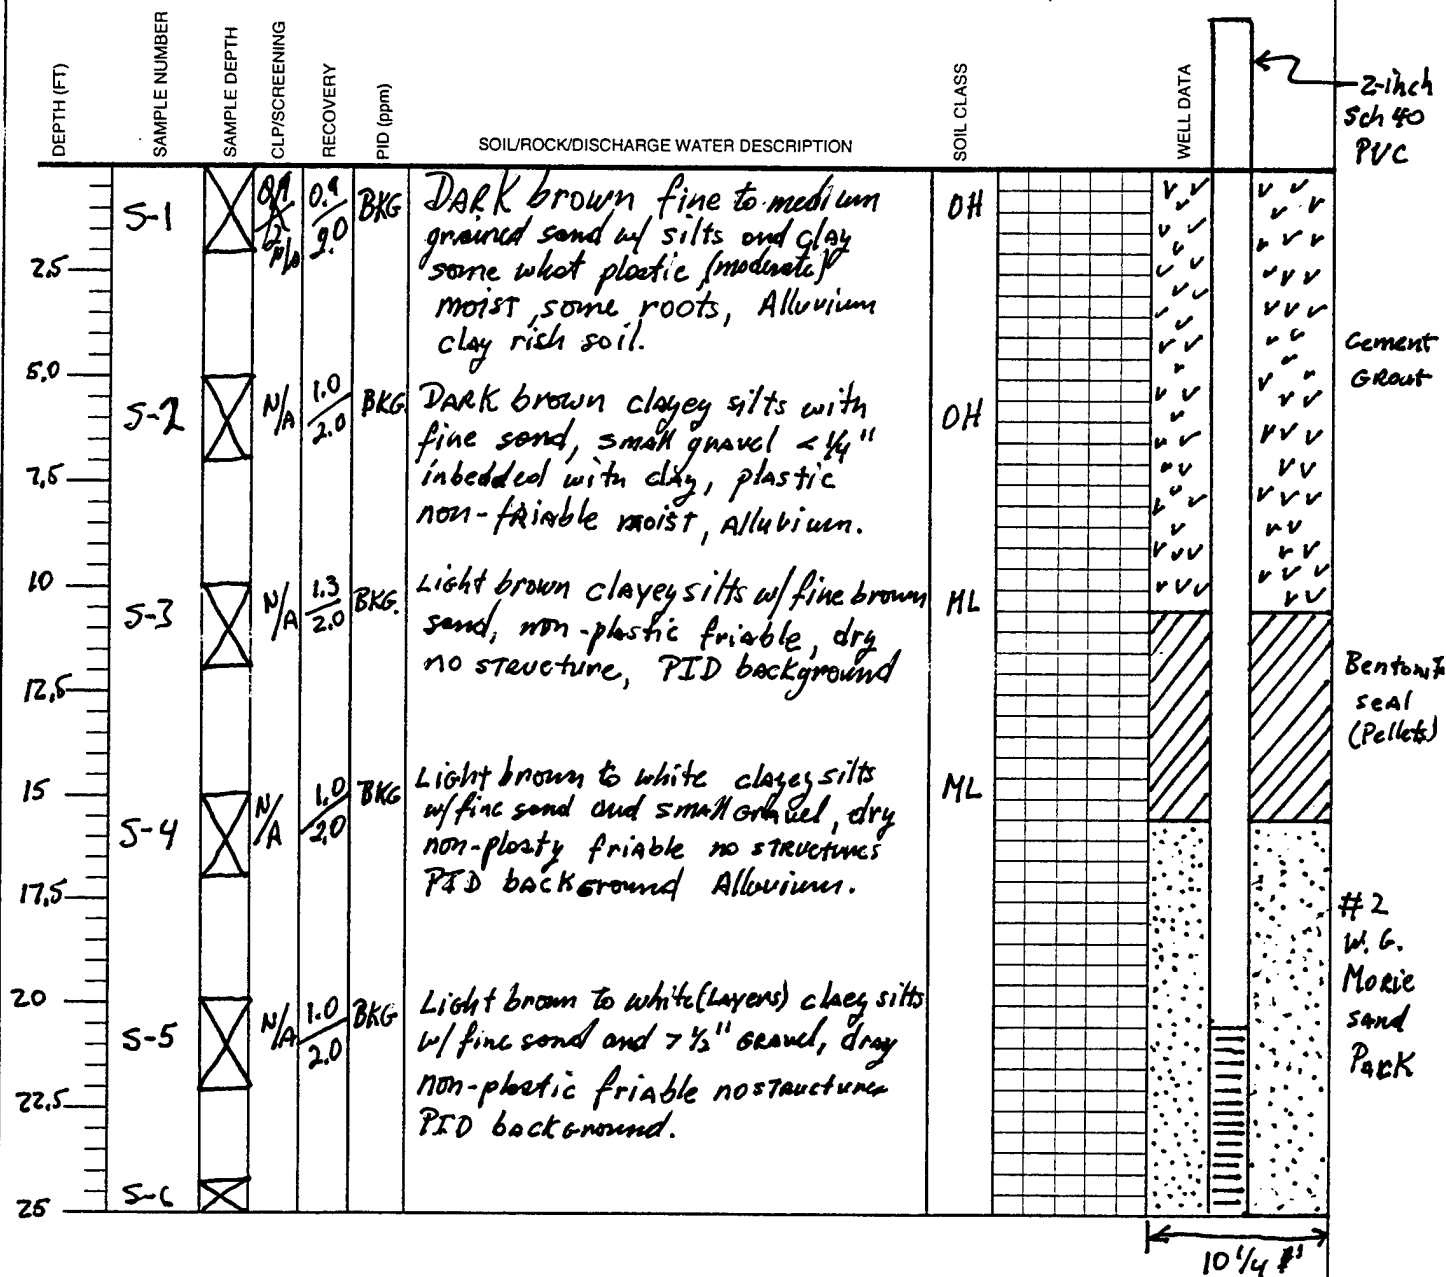 DEPTH (FT)
SAMPLE NUMBER
SAMPLE DEPTH
CLP/SCREENING
RECOVERY
PID (ppm)
SOIL/ROCK/DISCHARGE WATER DESCRIPTION
SOIL CLASS
WELL DATA
2-inch
Sch 40
PVC
S-1
N/A
0.9
2.0
BKG
DARK brown fine to medium
grained sand w/ silts and clay
some what plastic (moderate)
moist, some roots, Alluvium
clay rish soil.
OH
2.5
Cement
Grout
5.0
S-2
N/A
1.0
2.0
BKG.
DARK brown clayey silts with
fine sand, small gravel < 1/4"
inbedded with clay, plastic
non-friable moist, Alluvium.
OH
7.5
10
S-3
N/A
1.3
2.0
BKG.
Light brown clayey silts w/ fine brown
sand, non-plastic friable, dry
no structure, PID background
ML
12.5
Bentonite
seal
(Pellets)
15
S-4
N/A
1.0
2.0
BKG
Light brown to white clayey silts
w/ fine sand and small gravel, dry
non-plasty friable no structures
PID background Alluvium.
ML
17.5
#2
W. G.
Morie
sand
Pack
20
S-5
N/A
1.0
2.0
BKG
Light brown to white (Layers) claey silts
w/ fine sand and > 1/2" Gravel, dray
non-plastic friable no structures
PID background.
22.5
S-6
25
10 1/4